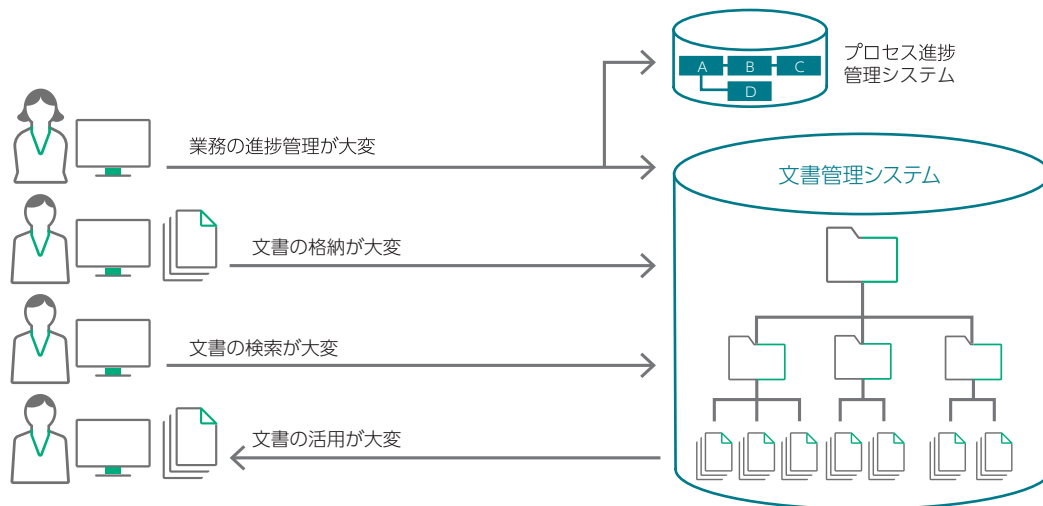 プロセス進捗
管理システム
A B C
D
業務の進捗管理が大変
文書管理システム
文書の格納が大変
文書の検索が大変
文書の活用が大変